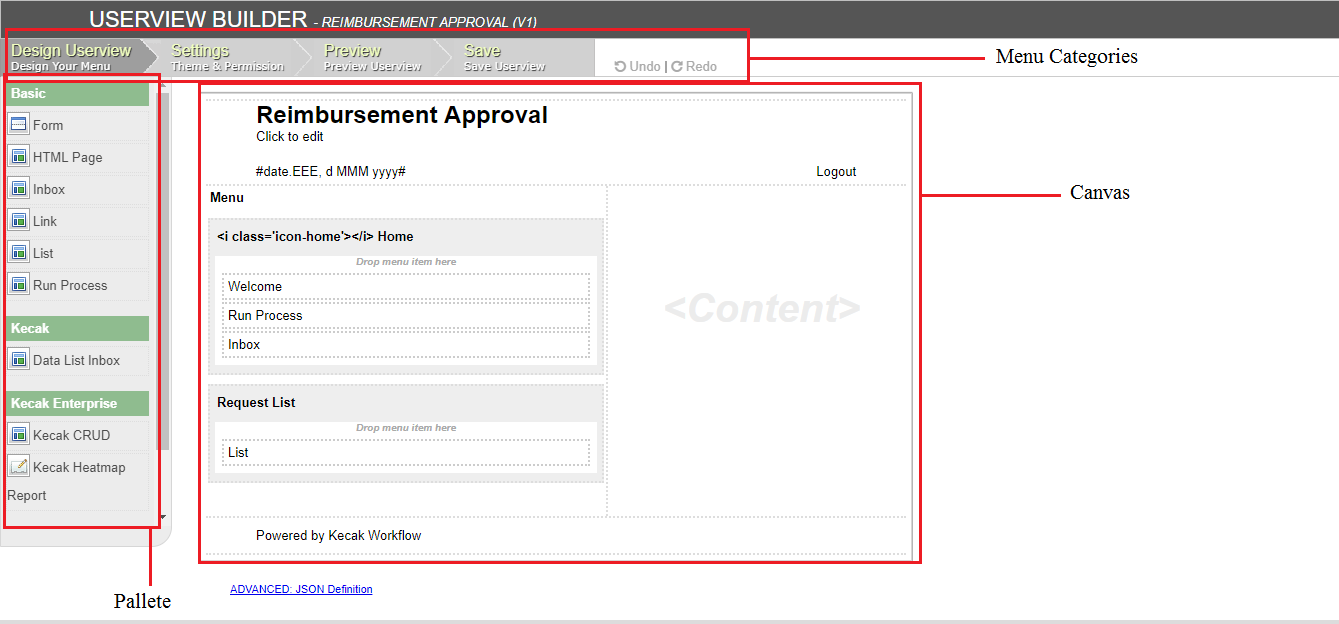 USERVIEW BUILDER - REIMBURSEMENT APPROVAL (V1)
Design Userview
Design Your Menu
Settings
Theme & Permission
Preview
Preview Userview
Save
Save Userview
Undo | Redo
Menu Categories
Basic
Form
HTML Page
Inbox
Link
List
Run Process
Kecak
Data List Inbox
Kecak Enterprise
Kecak CRUD
Kecak Heatmap
Report
Pallete
Reimbursement Approval
Click to edit
#date.EEE, d MMM yyyy#
Logout
Menu
<i class='icon-home'></i> Home
Drop menu item here
Welcome
Run Process
Inbox
Request List
Drop menu item here
List
<Content>
Powered by Kecak Workflow
Canvas
ADVANCED: JSON Definition